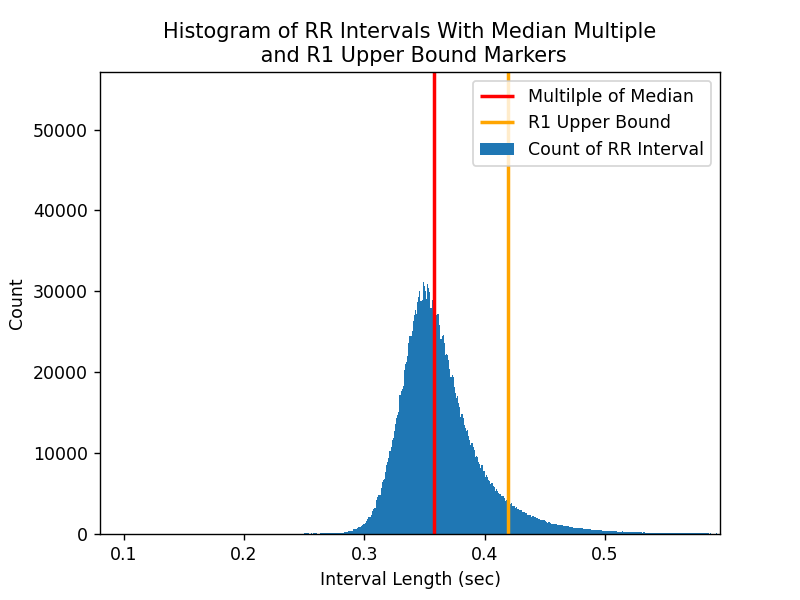 Histogram of RR Intervals With Median Multiple
and R1 Upper Bound Markers
Multilple of Median
R1 Upper Bound
Count of RR Interval
50000
40000
30000
20000
10000
0
Count
0.1 0.2 0.3 0.4 0.5
Interval Length (sec)